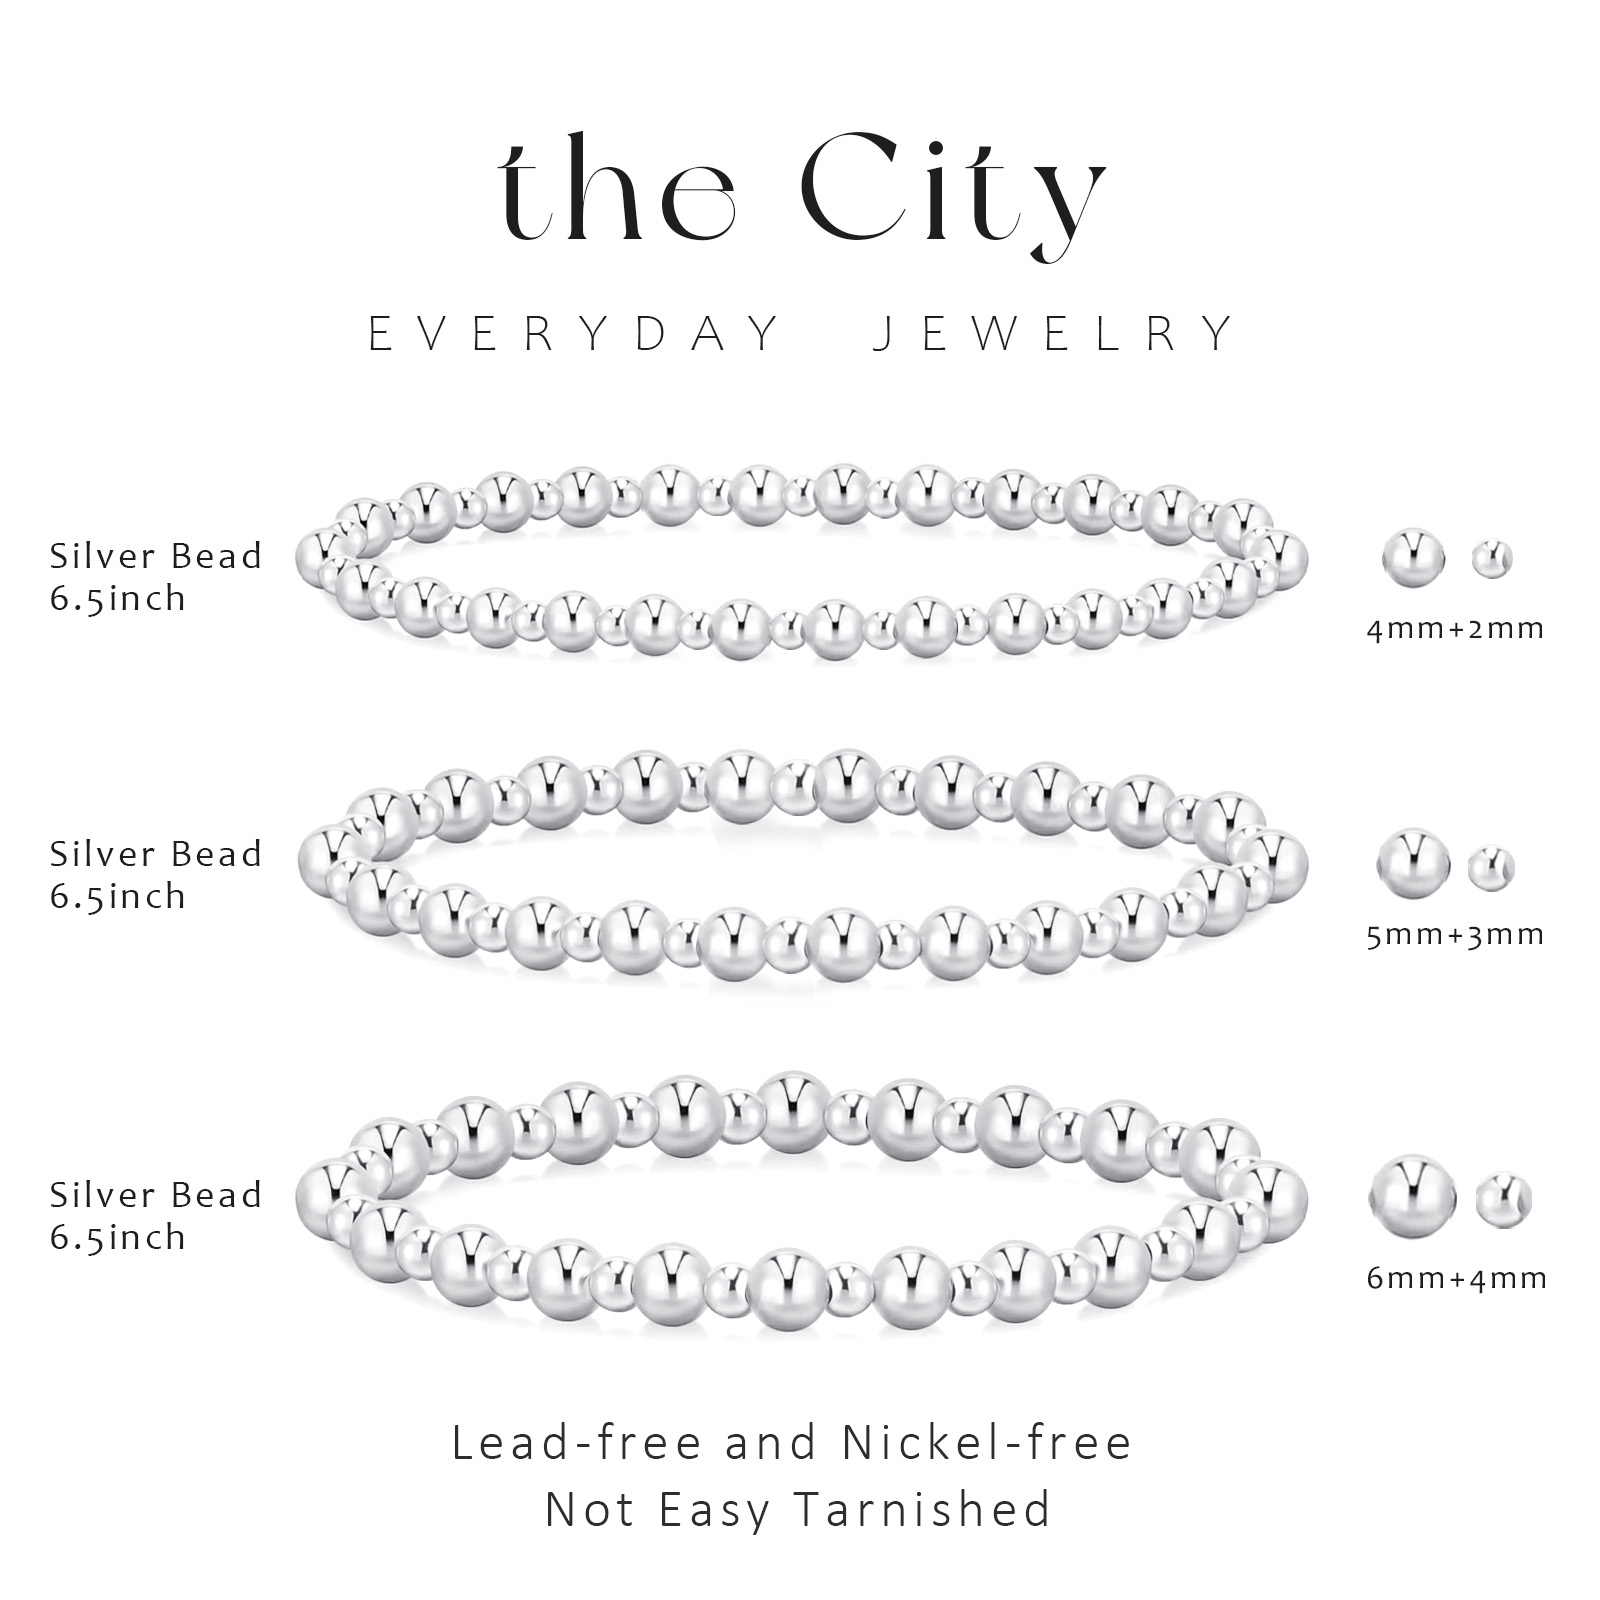 the City
EVERYDAY JEWELRY
Silver Bead
6.5inch
4mm+2mm
Silver Bead
6.5inch
5mm+3mm
Silver Bead
6.5inch
6mm+4mm
Lead-free and Nickel-free
Not Easy Tarnished